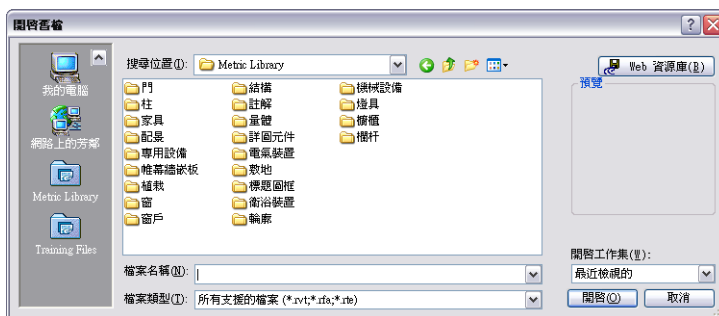 開啓舊檔
搜尋位置(I):
Metric Library
Web 資源庫(B)
我的電腦
網路上的芳鄰
Metric Library
Training Files
門
柱
家具
配景
專用設備
帷幕牆嵌板
植栽
窗
窗戶
結構
註解
量體
詳圖元件
電氣裝置
敷地
標題圖框
衛浴裝置
輪廓
機械設備
燈具
櫥櫃
欄杆
預覽
檔案名稱(N):
檔案類型(T):
所有支援的檔案 (*.rvt;*.rfa;*.rte)
開啓工作集(W):
最近檢視的
開啓(O)
取消